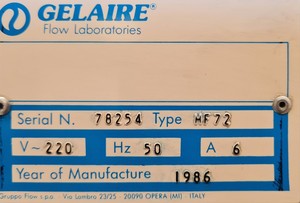 GELAIRE®
Flow Laboratories
Serial N. 78254 Type HF72
V~ 220 Hz 50 A 6
Year of Manufacture 1986
Gruppo Flow s.p.a. Via Lambro 23/25 - 20090 OPERA (MI) - ITALY